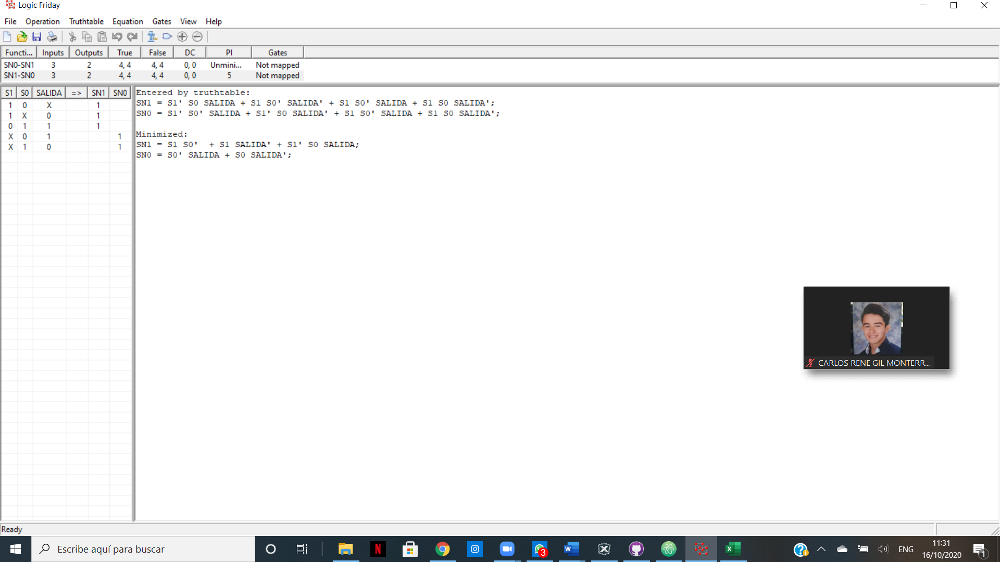 Logic Friday
File Operation Truthtable Equation Gates View Help
Functi... Inputs Outputs True False DC PI Gates
SN0-SN1 3 2 4, 4 4, 4 0, 0 Unmini... Not mapped
SN1-SN0 3 2 4, 4 4, 4 0, 0 5 Not mapped
S1 S0 SALIDA => SN1 SN0
1 0 X 1
1 X 0 1
0 1 1 1
X 0 1 1
X 1 0 1
Entered by truthtable:
SN1 = S1' S0 SALIDA + S1 S0' SALIDA' + S1 S0' SALIDA + S1 S0 SALIDA';
SN0 = S1' S0' SALIDA + S1' S0 SALIDA' + S1 S0' SALIDA + S1 S0 SALIDA';
Minimized:
SN1 = S1 S0'  + S1 SALIDA' + S1' S0 SALIDA;
SN0 = S0' SALIDA + S0 SALIDA';
CARLOS RENE GIL MONTERR...
Ready
Escribe aquí para buscar
N
3
W
X
?
ENG
11:31
16/10/2020
1